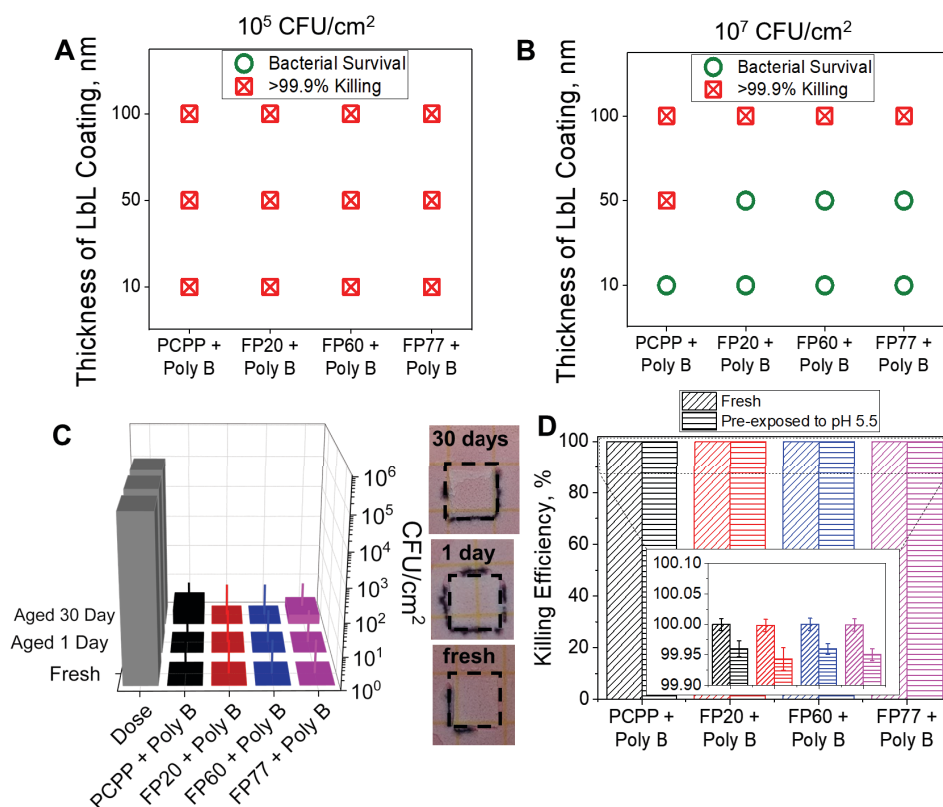 A
10⁵ CFU/cm²
Thickness of LbL Coating, nm
Bacterial Survival
>99.9% Killing
100
50
10
PCPP + Poly B
FP20 + Poly B
FP60 + Poly B
FP77 + Poly B
B
10⁷ CFU/cm²
Thickness of LbL Coating, nm
Bacterial Survival
>99.9% Killing
100
50
10
PCPP + Poly B
FP20 + Poly B
FP60 + Poly B
FP77 + Poly B
C
10⁶
10⁵
10⁴
10³
10²
10¹
10⁰
CFU/cm²
Aged 30 Day
Aged 1 Day
Fresh
Dose
PCPP + Poly B
FP20 + Poly B
FP60 + Poly B
FP77 + Poly B
30 days
1 day
fresh
D
Fresh
Pre-exposed to pH 5.5
Killing Efficiency, %
100
80
60
40
20
0
100.10
100.05
100.00
99.95
99.90
PCPP + Poly B
FP20 + Poly B
FP60 + Poly B
FP77 + Poly B